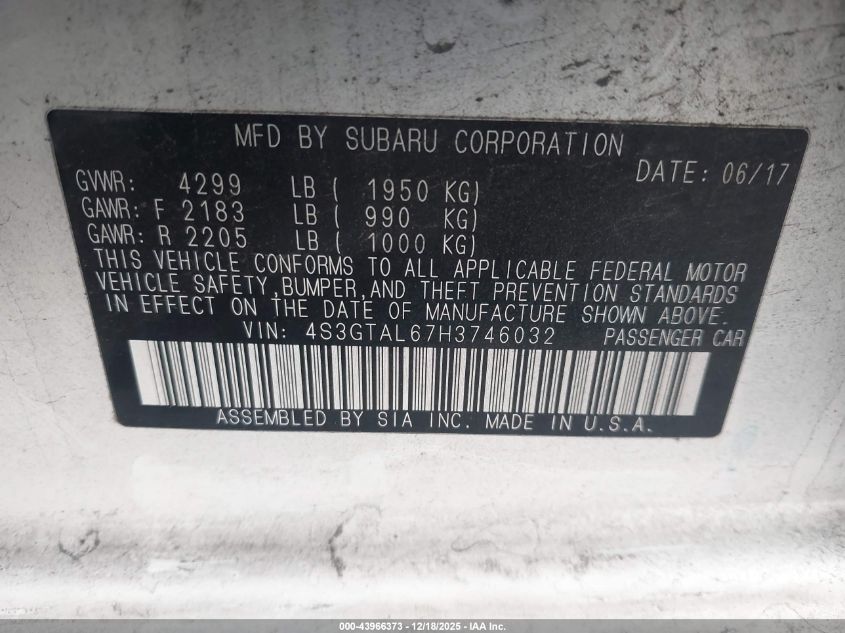 MFD BY SUBARU CORPORATION
DATE: 06/17
GVWR: 4299 LB ( 1950 KG)
GAWR: F 2183 LB ( 990 KG)
GAWR: R 2205 LB ( 1000 KG)
THIS VEHICLE CONFORMS TO ALL APPLICABLE FEDERAL MOTOR
VEHICLE SAFETY,BUMPER,AND THEFT PREVENTION STANDARDS
IN EFFECT ON THE DATE OF MANUFACTURE SHOWN ABOVE.
VIN: 4S3GTAL67H3746032 PASSENGER CAR
ASSEMBLED BY SIA INC. MADE IN U.S.A.
000-43966373 - 12/18/2025 - IAA Inc.